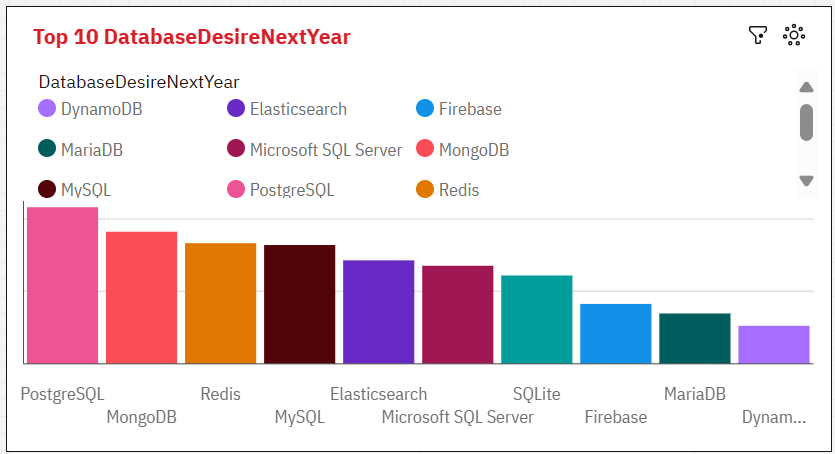 Top 10 DatabaseDesireNextYear
DatabaseDesireNextYear
DynamoDB Elasticsearch Firebase
MariaDB Microsoft SQL Server MongoDB
MySQL PostgreSQL Redis
PostgreSQL Redis Elasticsearch SQLite MariaDB
MongoDB MySQL Microsoft SQL Server Firebase Dynam...